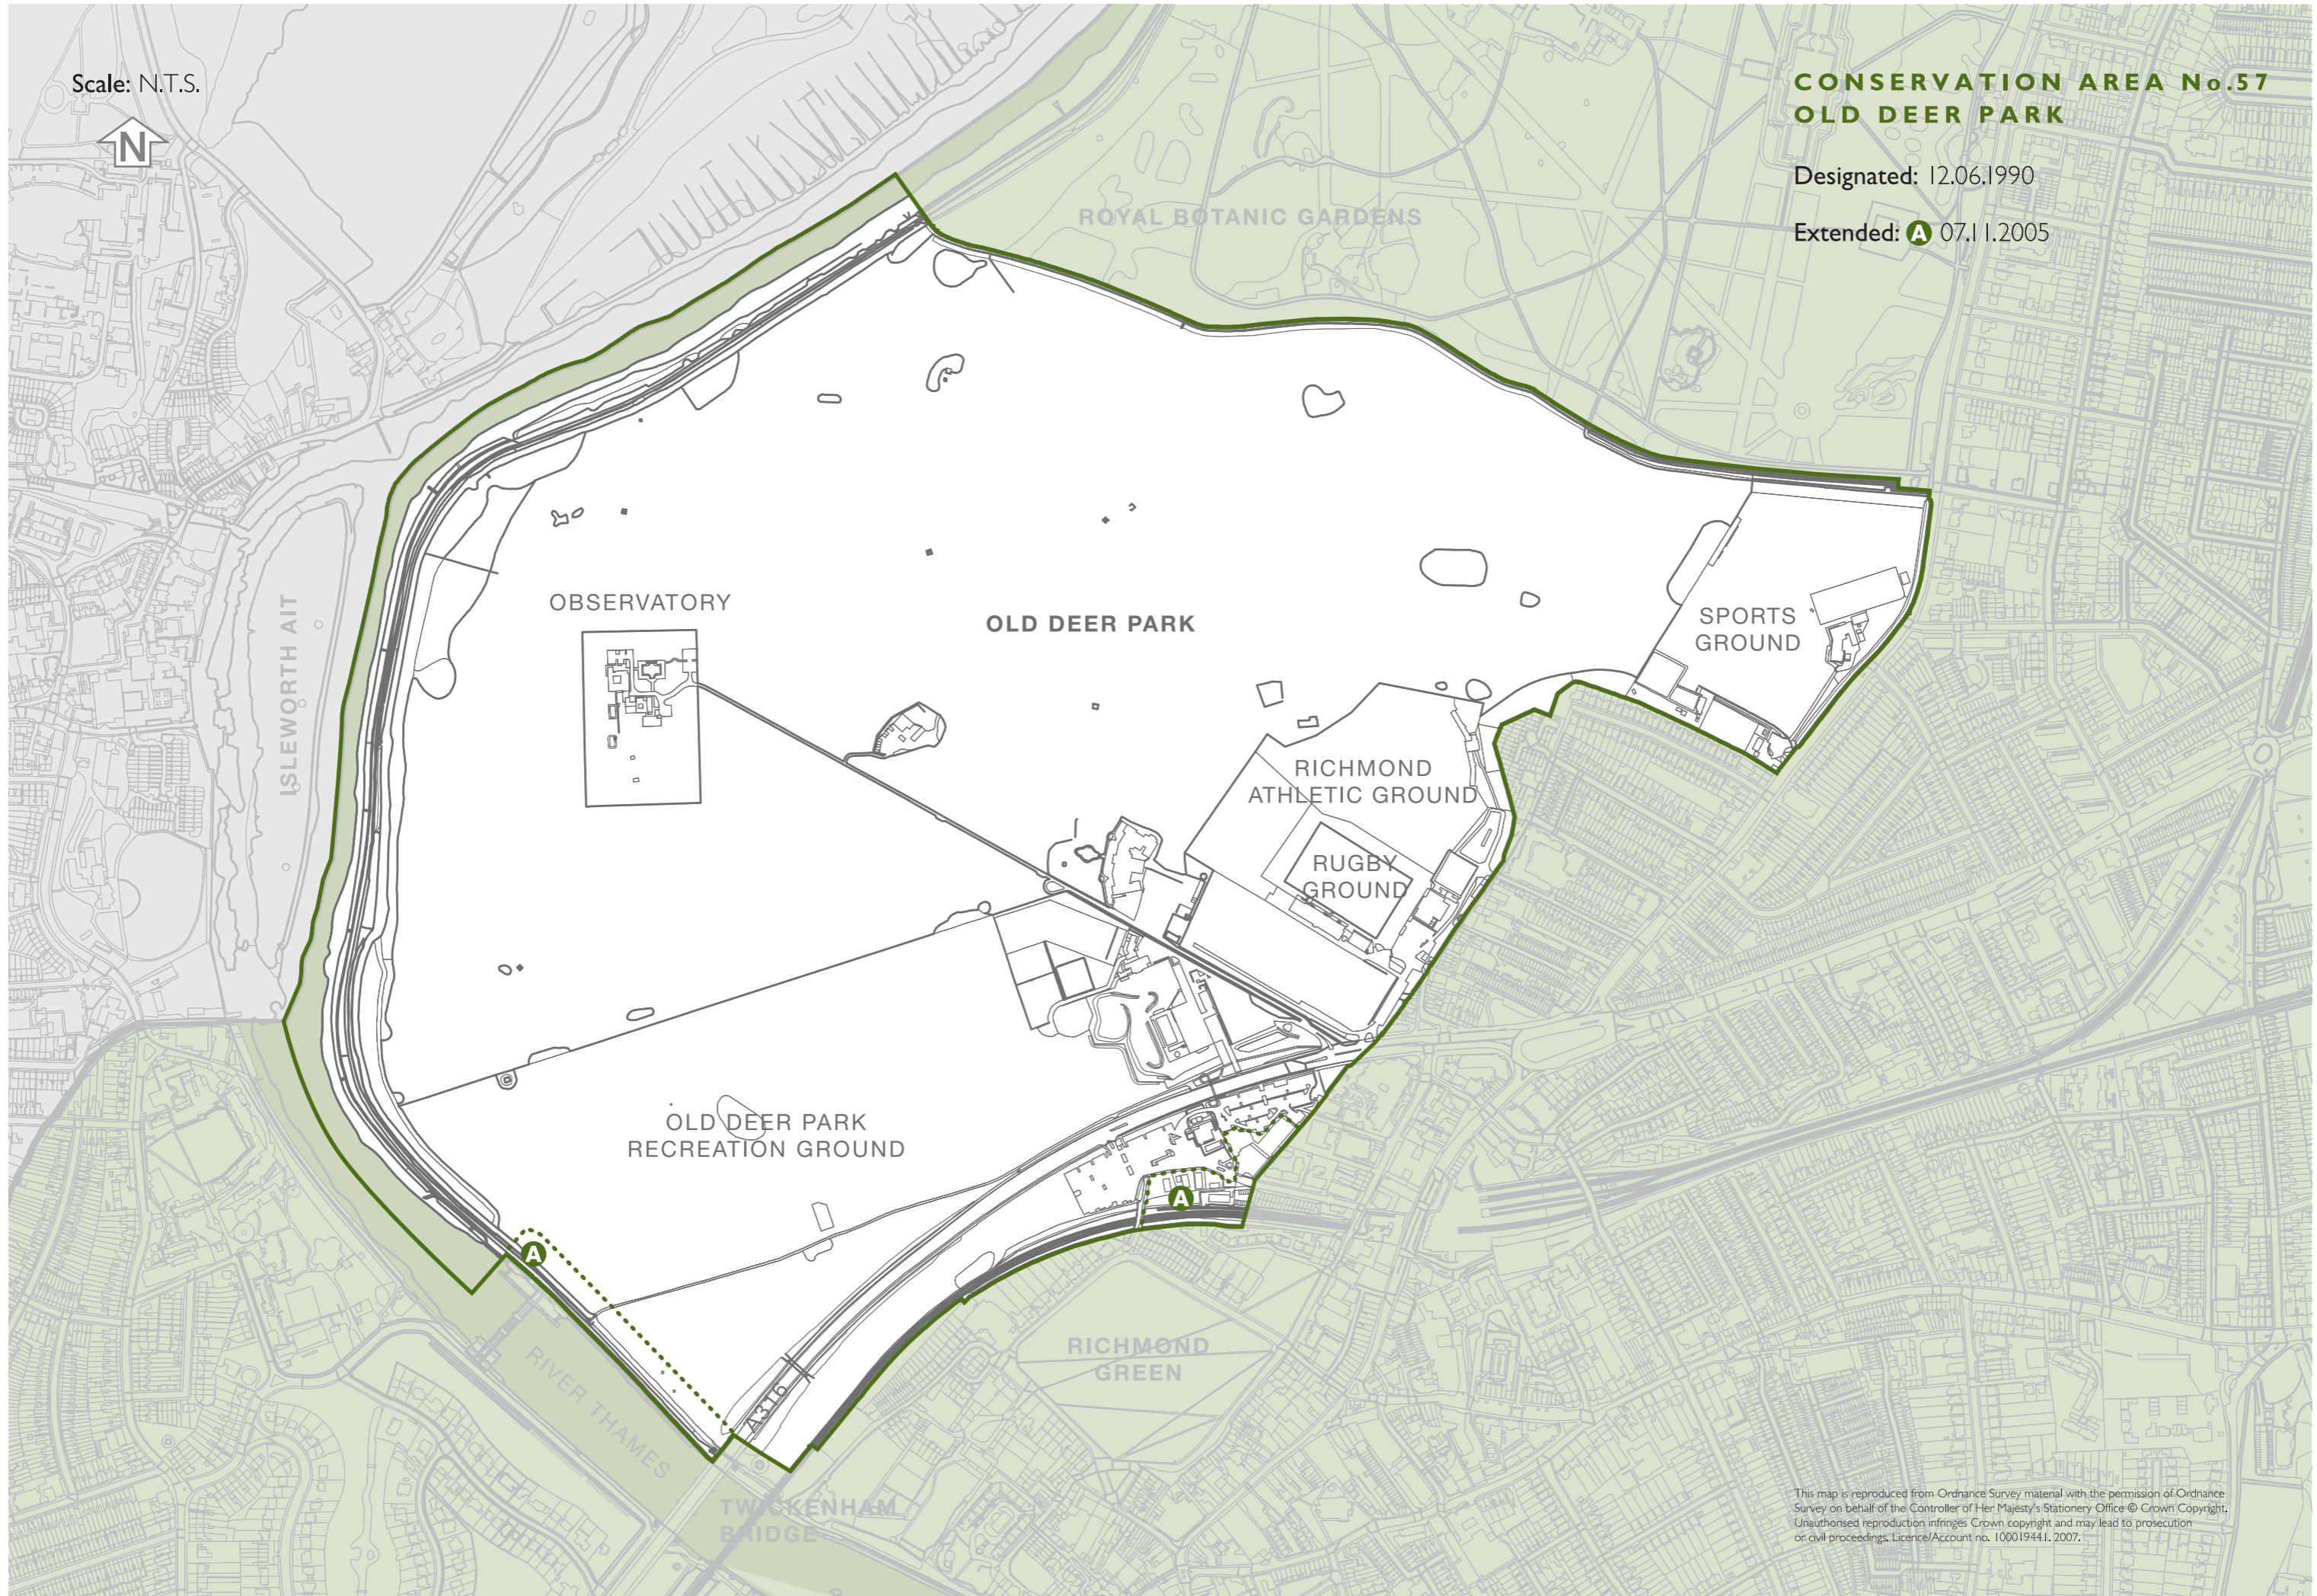 Scale: N.T.S.
N
CONSERVATION AREA No.57
OLD DEER PARK
Designated: 12.06.1990
Extended: A 07.11.2005
ROYAL BOTANIC GARDENS
OBSERVATORY
OLD DEER PARK
SPORTS
GROUND
ISLEWORTH AIT
RICHMOND
ATHLETIC GROUND
RUGBY
GROUND
OLD DEER PARK
RECREATION GROUND
A
A
RICHMOND
GREEN
RIVER THAMES
A316
TWICKENHAM
BRIDGE
This map is reproduced from Ordnance Survey material with the permission of Ordnance
Survey on behalf of the Controller of Her Majesty's Stationery Office © Crown Copyright.
Unauthorised reproduction infringes Crown copyright and may lead to prosecution
or civil proceedings. Licence/Account no. 100019441. 2007.